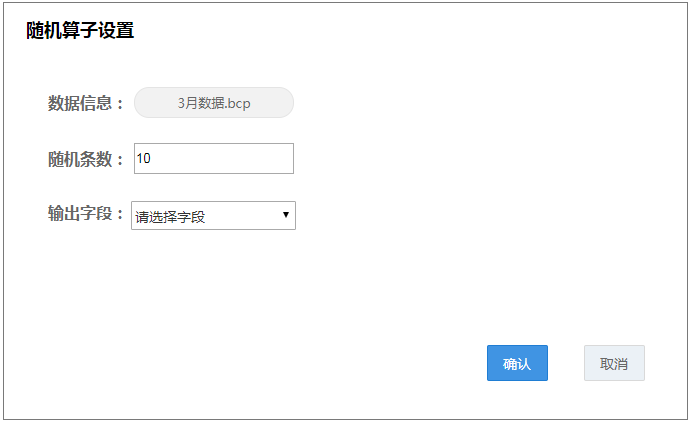 随机算子设置
数据信息： 3月数据.bcp
随机条数： 10
输出字段： 请选择字段
确认 取消